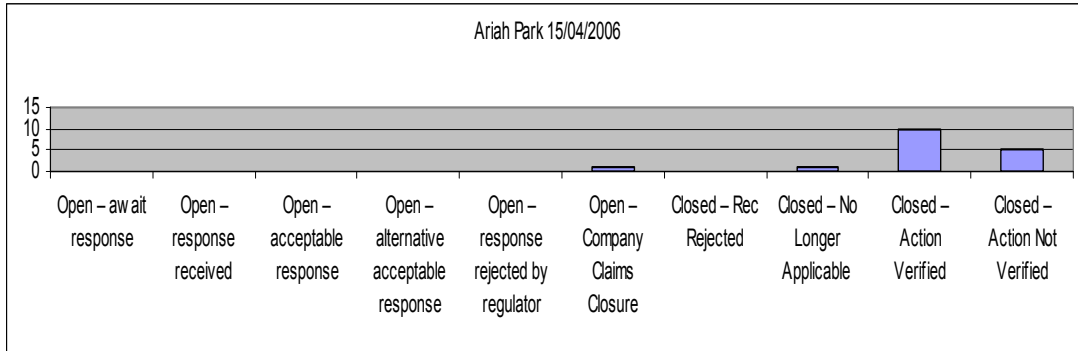 Ariah Park 15/04/2006
15
10
5
0
Open – await
response
Open –
response
received
Open –
acceptable
response
Open –
alternative
acceptable
response
Open –
response
rejected by
regulator
Open –
Company
Claims
Closure
Closed – Rec
Rejected
Closed – No
Longer
Applicable
Closed –
Action
Verified
Closed –
Action Not
Verified